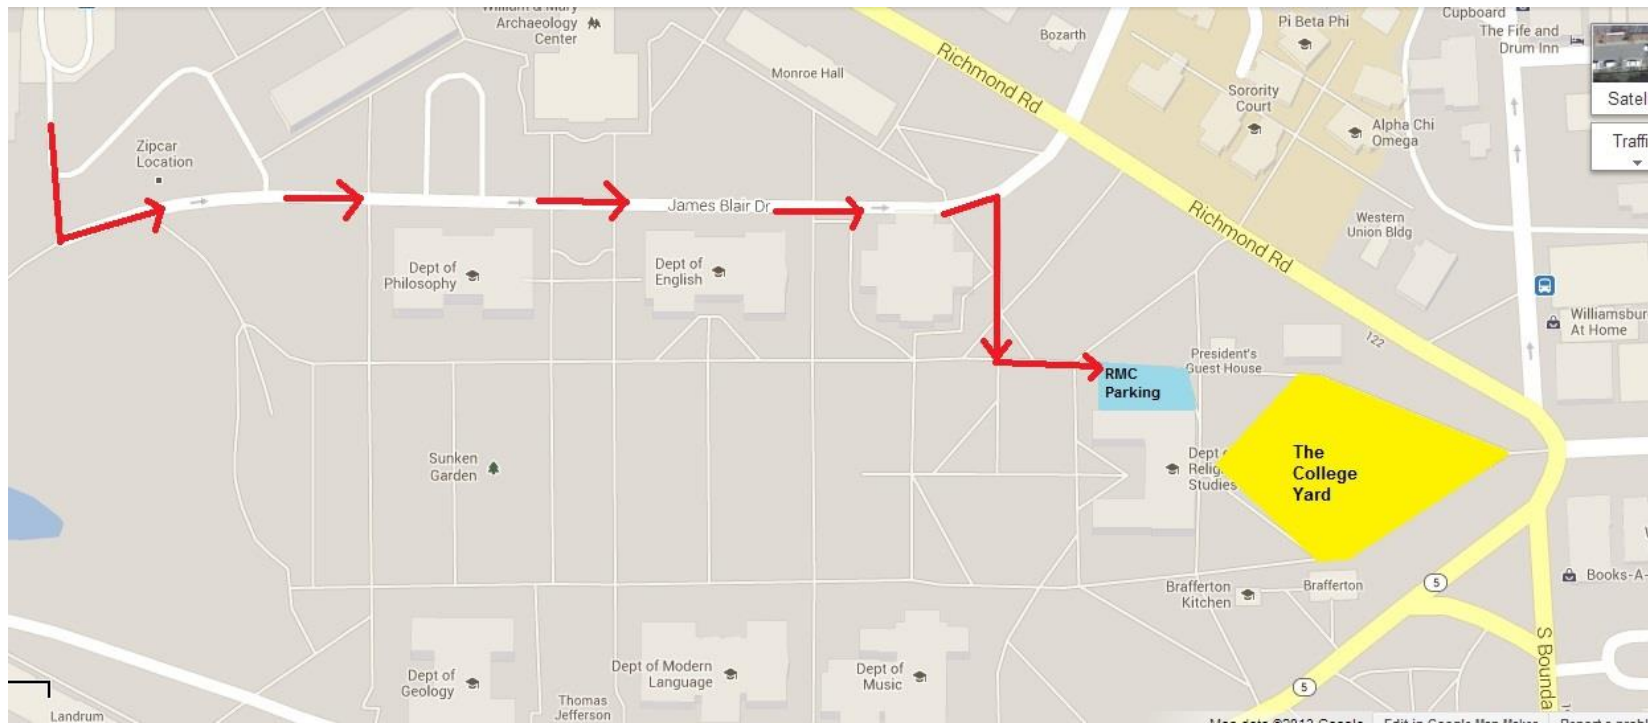 William & Mary
Archaeology
Center
Bozarth
Monroe Hall
Richmond Rd
Pi Beta Phi
Cupboard
The Fife and
Drum Inn
Sorority
Court
Alpha Chi
Omega
Zipcar
Location
James Blair Dr
Richmond Rd
Western
Union Bldg
Dept of
Philosophy
Dept of
English
122
At Home
President's
Guest House
RMC
Parking
The
College
Yard
Sunken
Garden
Dept
Studies
Brafferton
Kitchen
Brafferton
5
Books-A-
Dept of
Geology
Dept of Modern
Language
Dept of
Music
5
Thomas
Jefferson
Landrum